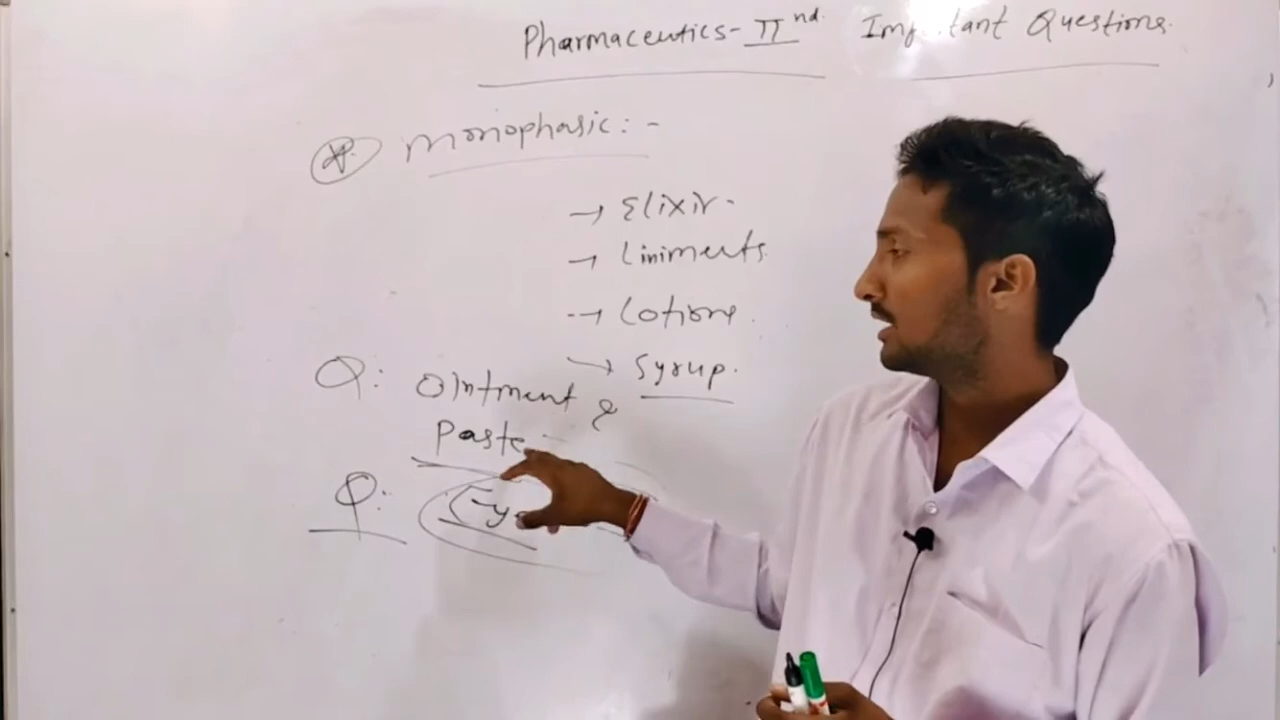 Pharmaceutics-IInd Important Questions.
* Monophasic:-
→ Elixir-
→ Liniments
→ Lotions
→ Syrup.
Q: Ointment &
Paste
Q: